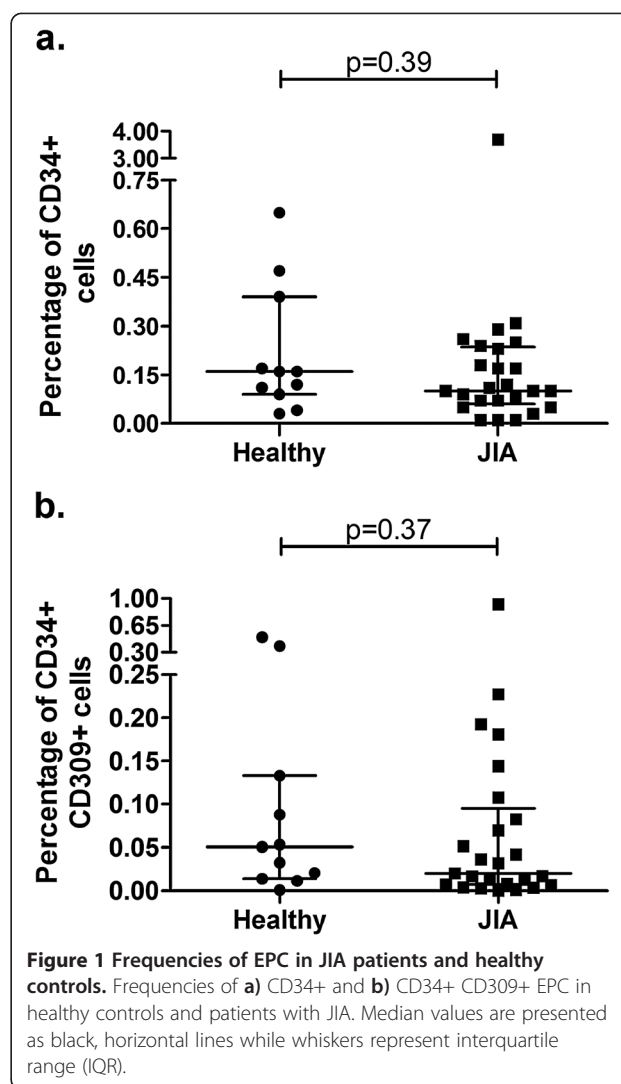 a.
p=0.39
Percentage of CD34+
cells
4.00
3.00
0.75
0.60
0.45
0.30
0.15
0.00
Healthy JIA
b.
p=0.37
Percentage of CD34+
CD309+ cells
1.00
0.65
0.30
0.25
0.20
0.15
0.10
0.05
0.00
Healthy JIA
Figure 1 Frequencies of EPC in JIA patients and healthy
controls. Frequencies of a) CD34+ and b) CD34+ CD309+ EPC in
healthy controls and patients with JIA. Median values are presented
as black, horizontal lines while whiskers represent interquartile
range (IQR).